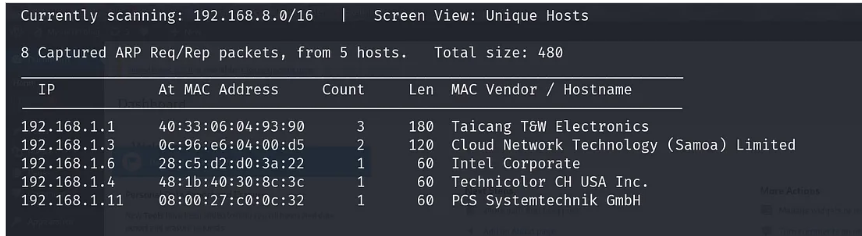 Currently scanning: 192.168.8.0/16 | Screen View: Unique Hosts
8 Captured ARP Req/Rep packets, from 5 hosts. Total size: 480
IP At MAC Address Count Len MAC Vendor / Hostname
192.168.1.1 40:33:06:04:93:90 3 180 Taicang T&W Electronics
192.168.1.3 0c:96:e6:04:00:d5 2 120 Cloud Network Technology (Samoa) Limited
192.168.1.6 28:c5:d2:d0:3a:22 1 60 Intel Corporate
192.168.1.4 48:1b:40:30:8c:3c 1 60 Technicolor CH USA Inc.
192.168.1.11 08:00:27:c0:0c:32 1 60 PCS Systemtechnik GmbH